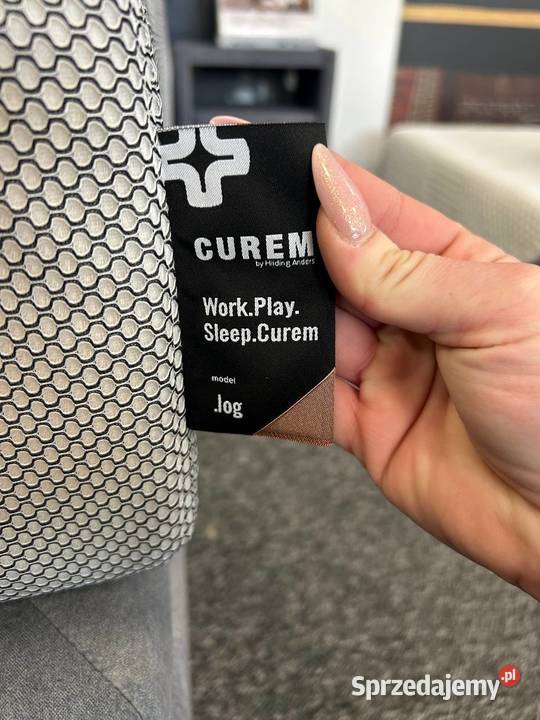 CUREM
by Hilding Anders
Work.Play.
Sleep.Curem
model
.log
Sprzedajemy.pl